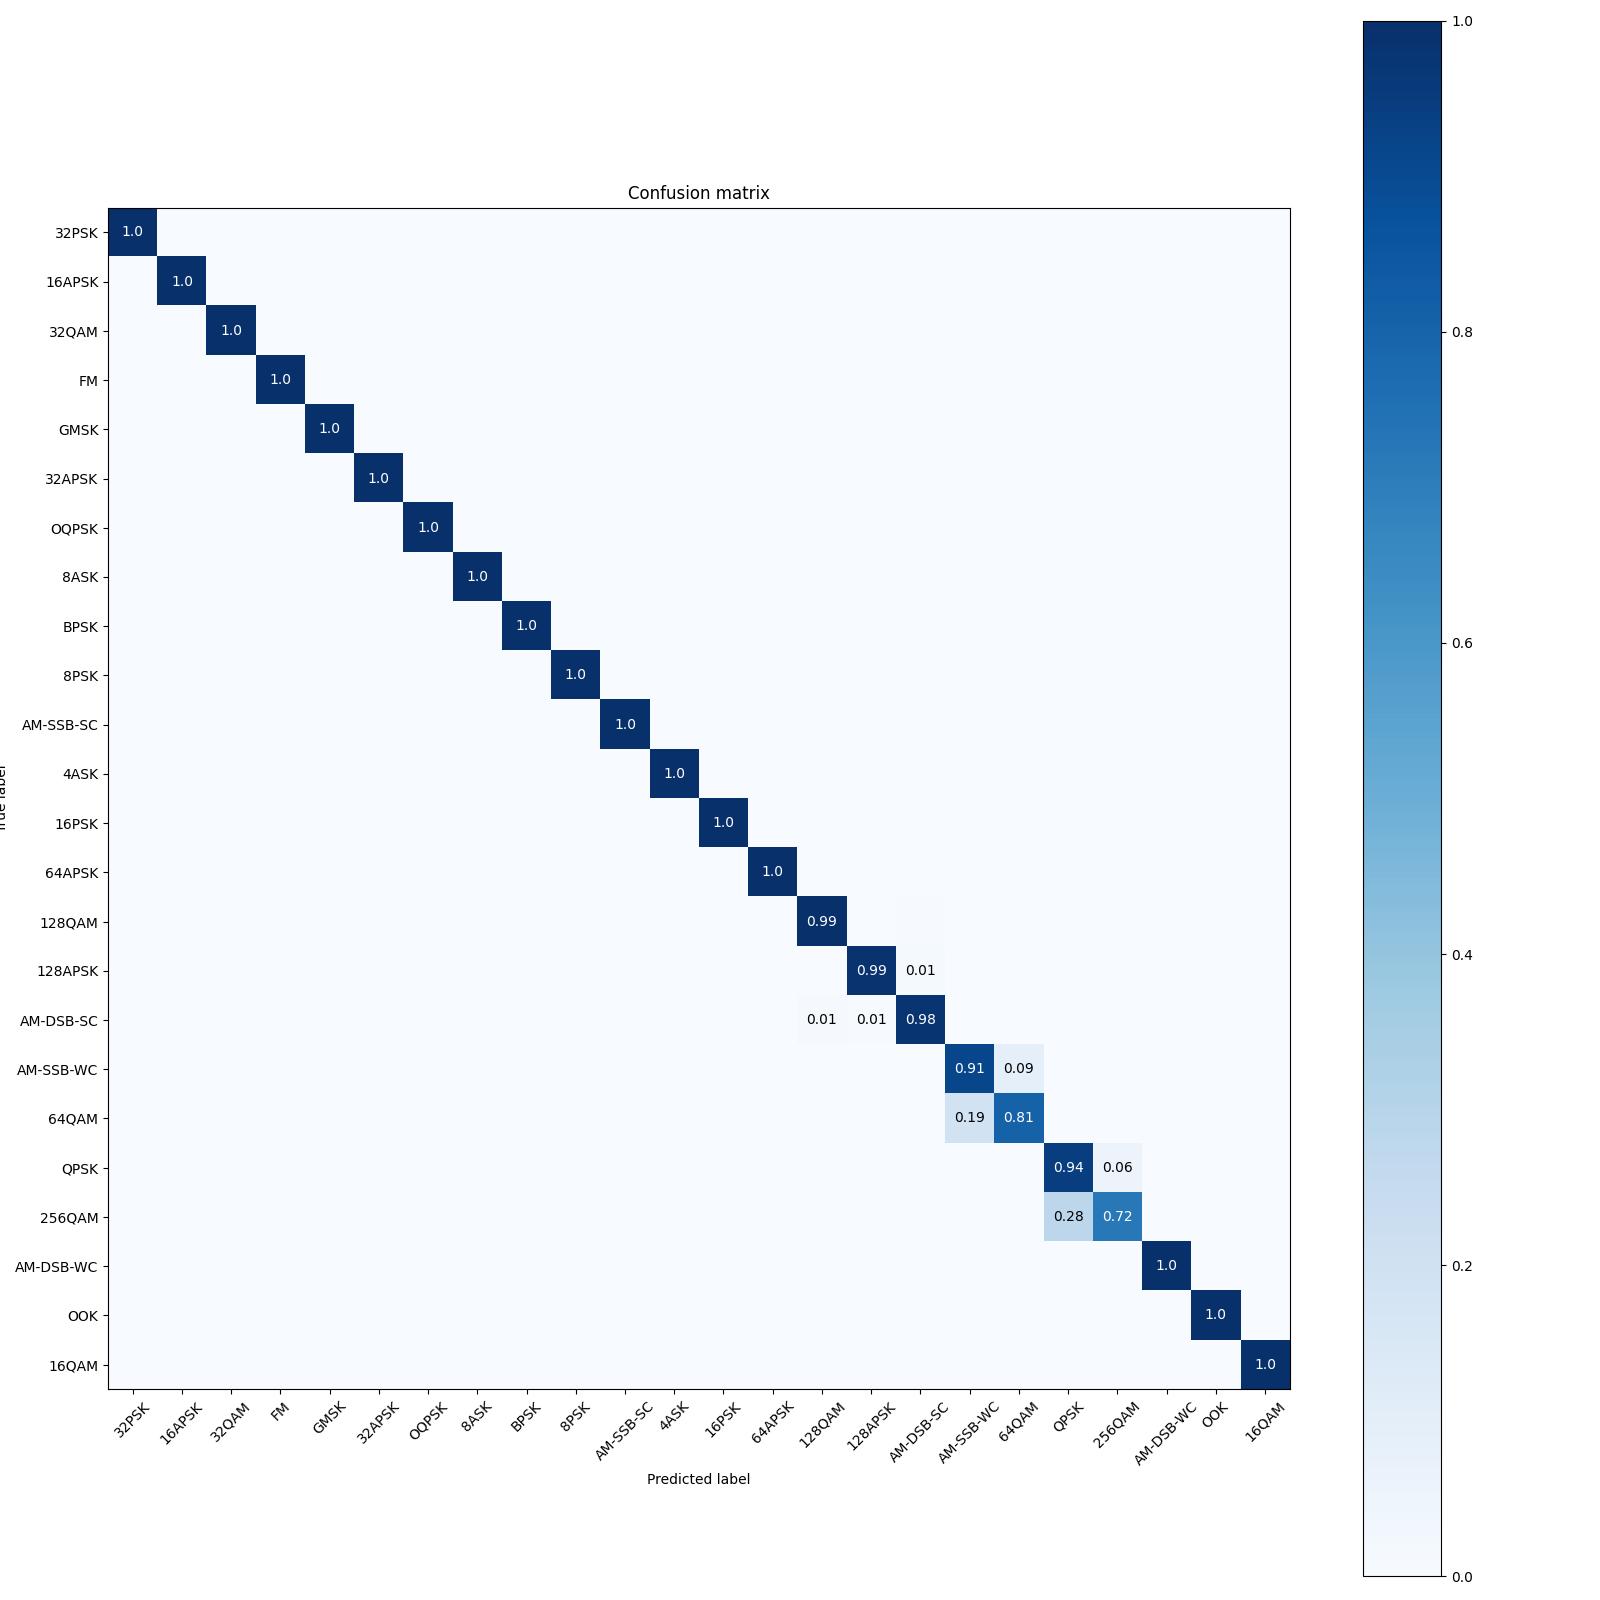 Confusion matrix
1.0
32PSK 1.0
16APSK 1.0
32QAM 1.0
FM 1.0
GMSK 1.0
32APSK 1.0
OQPSK 1.0
8ASK 1.0
BPSK 1.0
8PSK 1.0
AM-SSB-SC 1.0
4ASK 1.0
16PSK 1.0
64APSK 1.0
128QAM 0.99
128APSK 0.99 0.01
AM-DSB-SC 0.01 0.01 0.98
AM-SSB-WC 0.91 0.09
64QAM 0.19 0.81
QPSK 0.94 0.06
256QAM 0.28 0.72
AM-DSB-WC 1.0
OOK 1.0
16QAM 1.0
32PSK 16APSK 32QAM FM GMSK 32APSK OQPSK 8ASK BPSK 8PSK AM-SSB-SC 4ASK 16PSK 64APSK 128QAM 128APSK AM-DSB-SC AM-SSB-WC 64QAM QPSK 256QAM AM-DSB-WC OOK 16QAM
Predicted label
True label
0.8
0.6
0.4
0.2
0.0